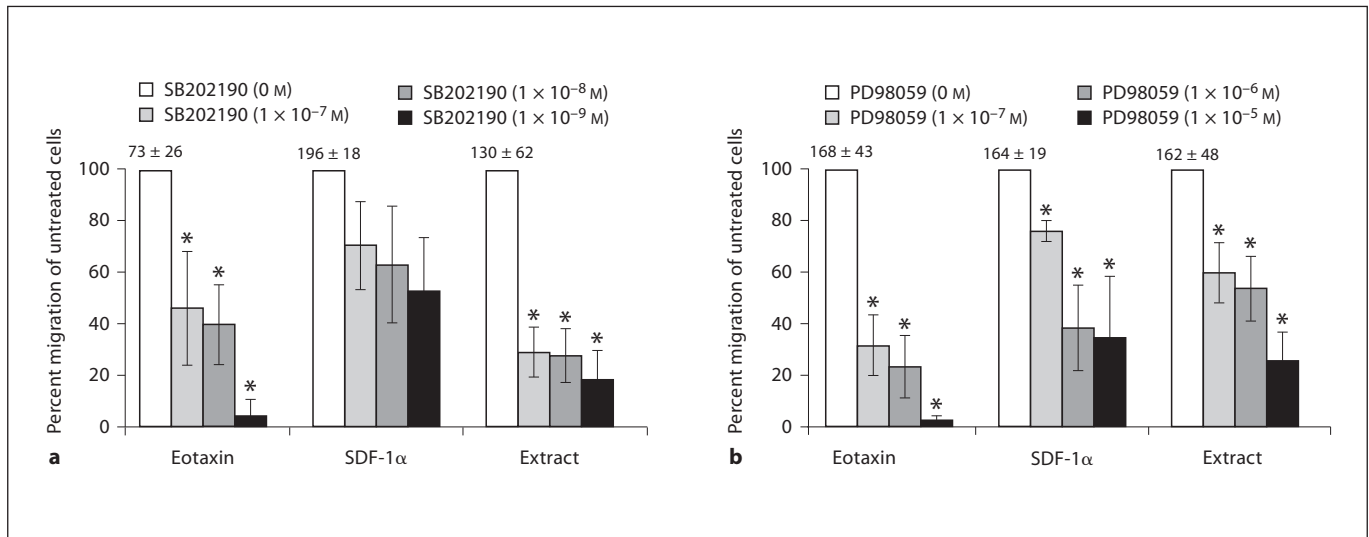 SB202190 (0 M)
SB202190 (1 × 10⁻⁷ M)
SB202190 (1 × 10⁻⁸ M)
SB202190 (1 × 10⁻⁹ M)
Percent migration of untreated cells
100
80
60
40
20
0
73 ± 26
196 ± 18
130 ± 62
* * *
* * *
Eotaxin
SDF-1α
Extract
a
PD98059 (0 M)
PD98059 (1 × 10⁻⁷ M)
PD98059 (1 × 10⁻⁶ M)
PD98059 (1 × 10⁻⁵ M)
Percent migration of untreated cells
100
80
60
40
20
0
168 ± 43
164 ± 19
162 ± 48
* * *
* * *
* * *
Eotaxin
SDF-1α
Extract
b